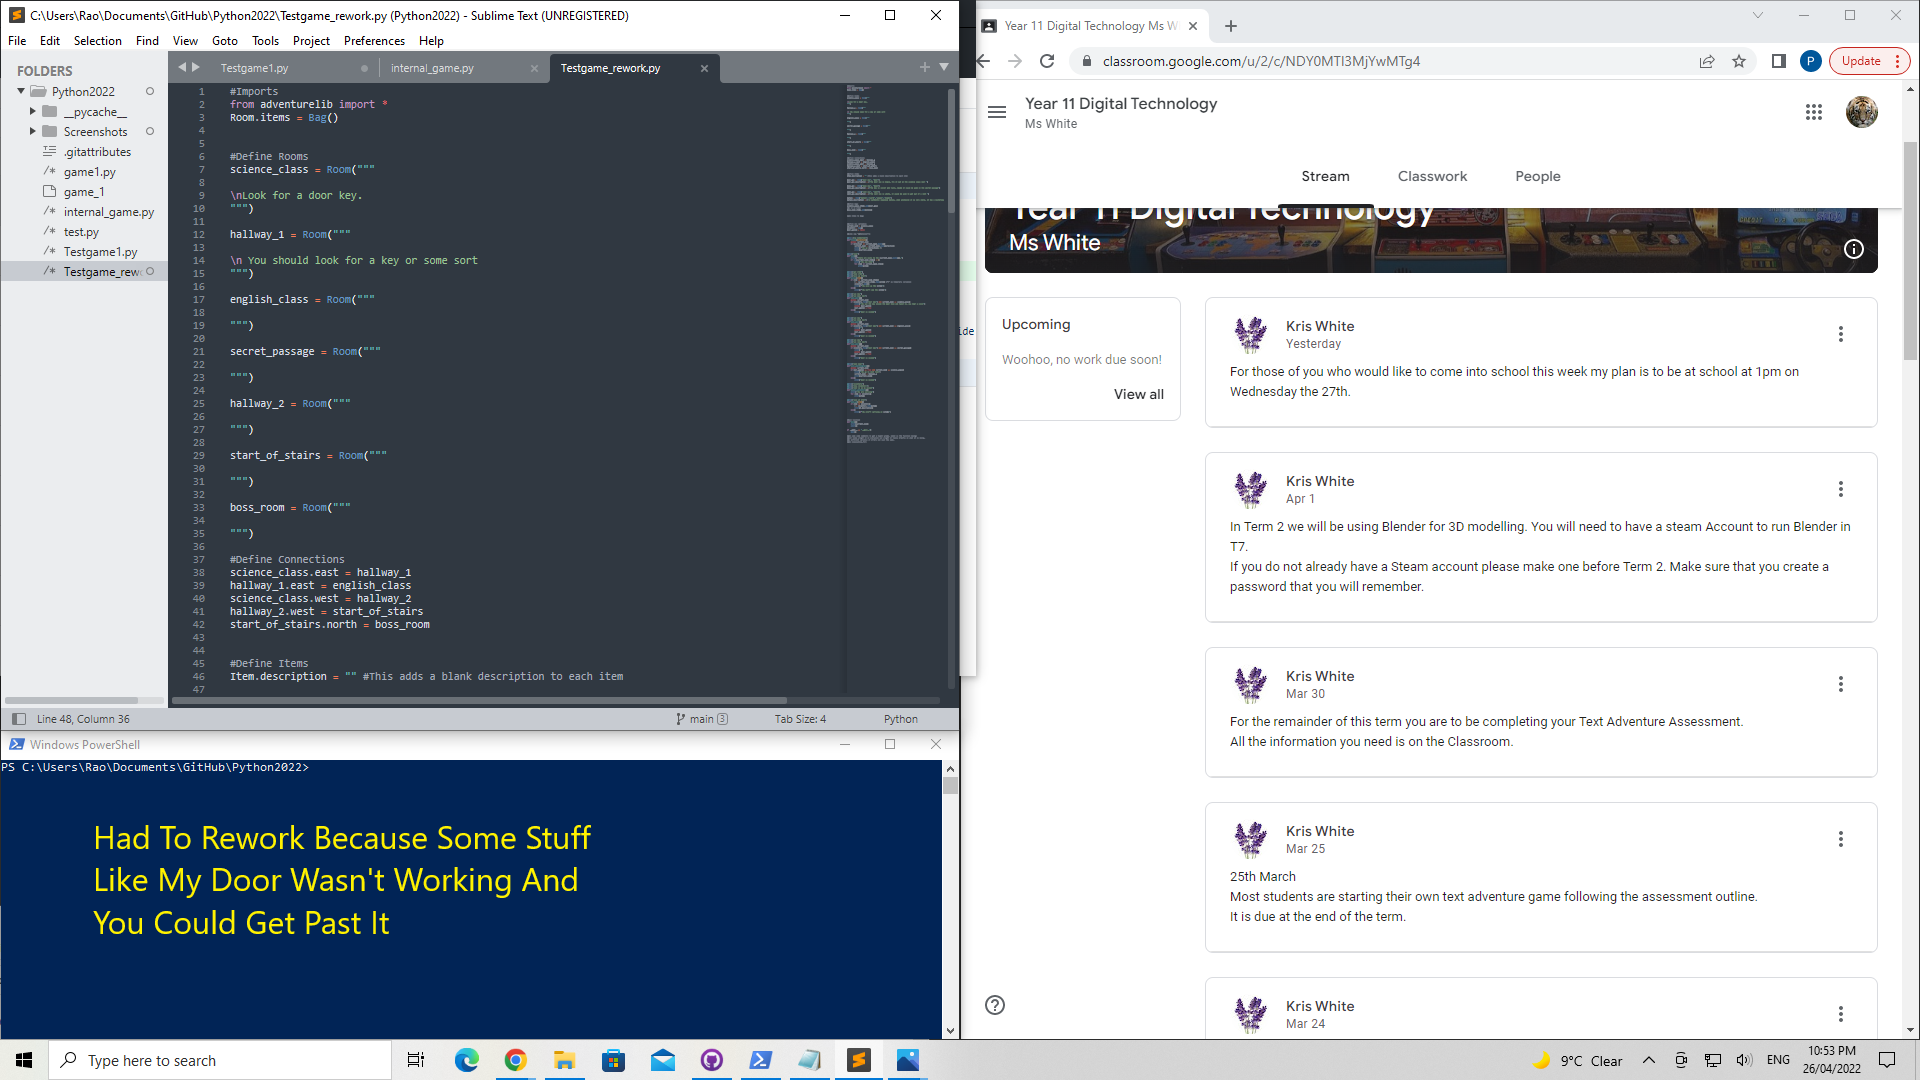 C:\Users\Rao\Documents\GitHub\Python2022\Testgame_rework.py (Python2022) - Sublime Text (UNREGISTERED)
File Edit Selection Find View Goto Tools Project Preferences Help
FOLDERS
Python2022
__pycache__
Screenshots
.gitattributes
game1.py
game_1
internal_game.py
test.py
Testgame1.py
Testgame_rew
Testgame1.py
internal_game.py
Testgame_rework.py
1 #Imports
2 from adventurelib import *
3 Room.items = Bag()
4
5
6 #Define Rooms
7 science_class = Room("""
8
9 \nLook for a door key.
10 """)
11
12 hallway_1 = Room("""
13
14 \n You should look for a key or some sort
15 """)
16
17 english_class = Room("""
18
19 """)
20
21 secret_passage = Room("""
22
23 """)
24
25 hallway_2 = Room("""
26
27 """)
28
29 start_of_stairs = Room("""
30
31 """)
32
33 boss_room = Room("""
34
35 """)
36
37 #Define Connections
38 science_class.east = hallway_1
39 hallway_1.east = english_class
40 science_class.west = hallway_2
41 hallway_2.west = start_of_stairs
42 start_of_stairs.north = boss_room
43
44
45 #Define Items
46 Item.description = "" #This adds a blank description to each item
47
Line 48, Column 36
main 3
Tab Size: 4
Python
Windows PowerShell
PS C:\Users\Rao\Documents\GitHub\Python2022>
Had To Rework Because Some Stuff
Like My Door Wasn't Working And
You Could Get Past It
ide
Year 11 Digital Technology Ms W
classroom.google.com/u/2/c/NDY0MTI3MjYwMTg4
P
Update
Year 11 Digital Technology
Ms White
Stream
Classwork
People
Year 11 Digital Technology
Ms White
Upcoming
Woohoo, no work due soon!
View all
Kris White
Yesterday
For those of you who would like to come into school this week my plan is to be at school at 1pm on
Wednesday the 27th.
Kris White
Apr 1
In Term 2 we will be using Blender for 3D modelling. You will need to have a steam Account to run Blender in
T7.
If you do not already have a Steam account please make one before Term 2. Make sure that you create a
password that you will remember.
Kris White
Mar 30
For the remainder of this term you are to be completing your Text Adventure Assessment.
All the information you need is on the Classroom.
Kris White
Mar 25
25th March
Most students are starting their own text adventure game following the assessment outline.
It is due at the end of the term.
Kris White
Mar 24
Type here to search
9°C Clear
ENG
10:53 PM
26/04/2022